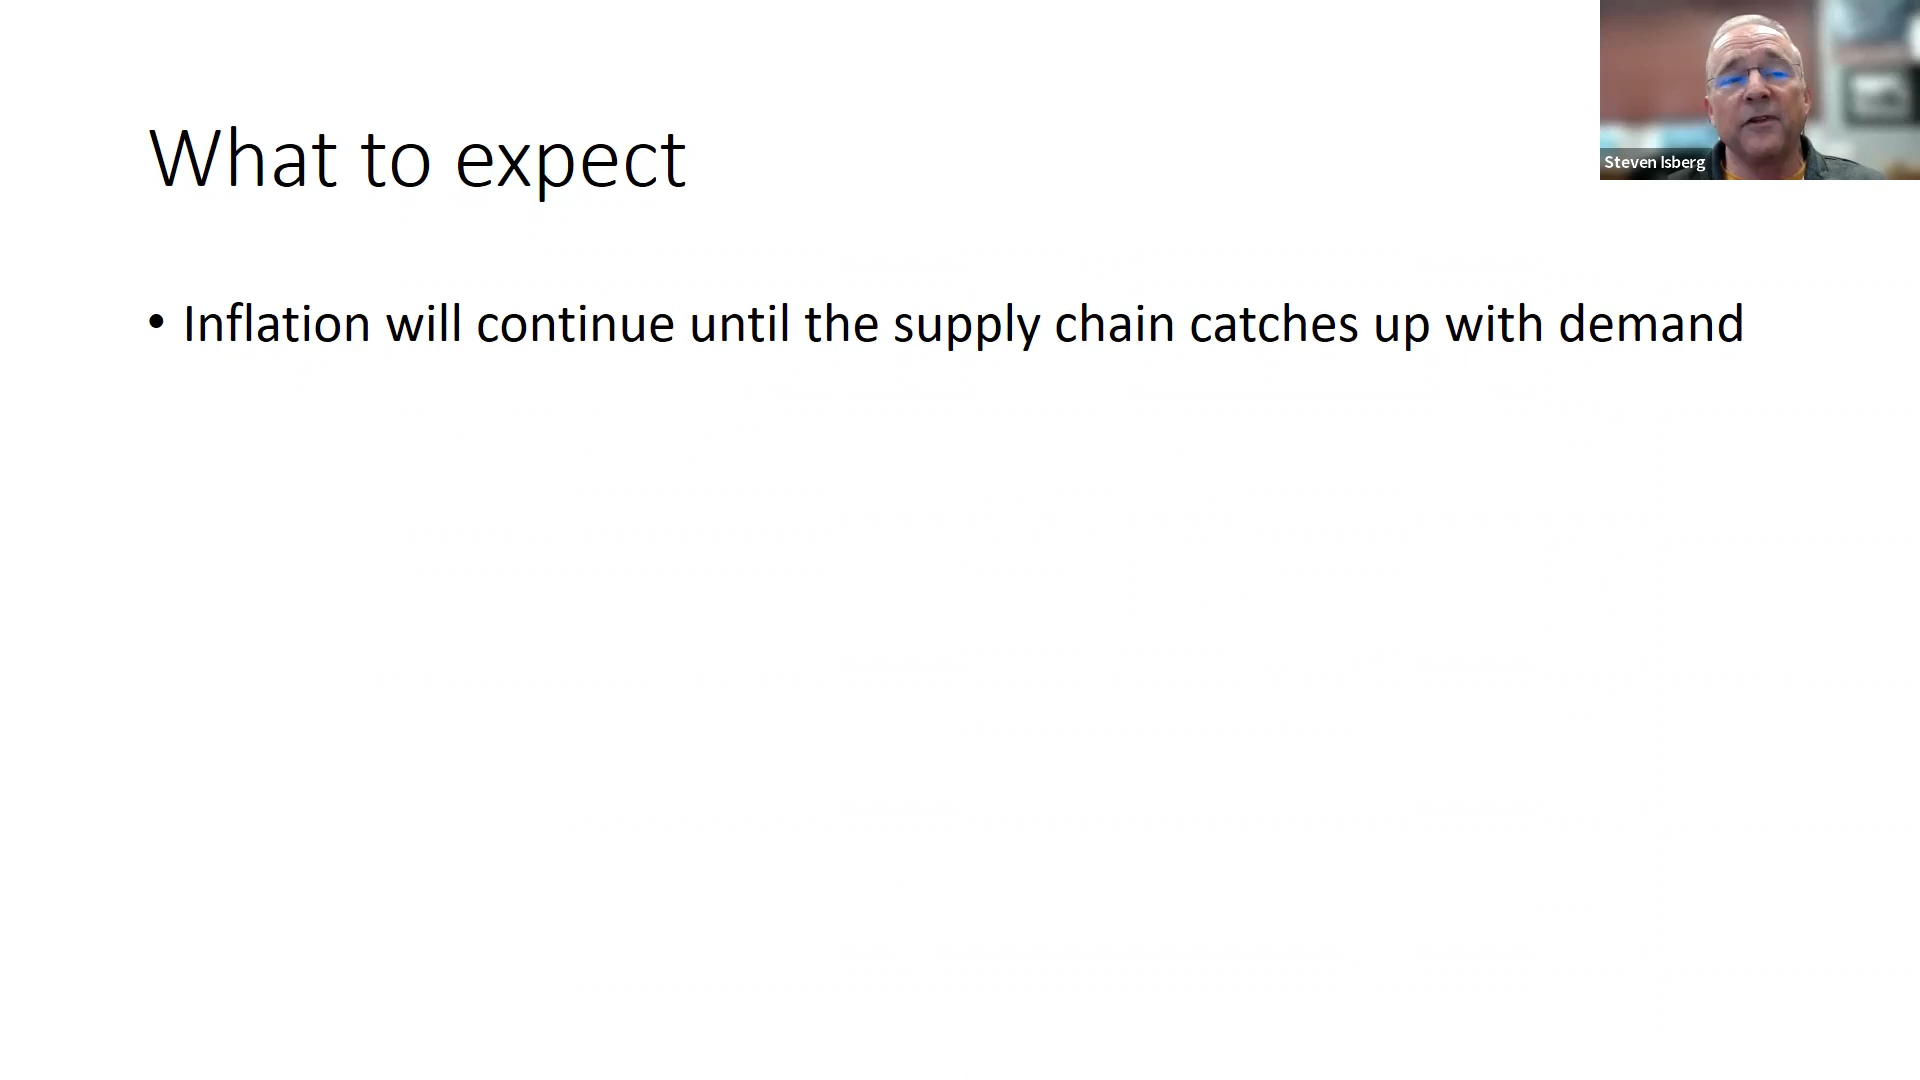 What to expect
• Inflation will continue until the supply chain catches up with demand
Steven Isberg